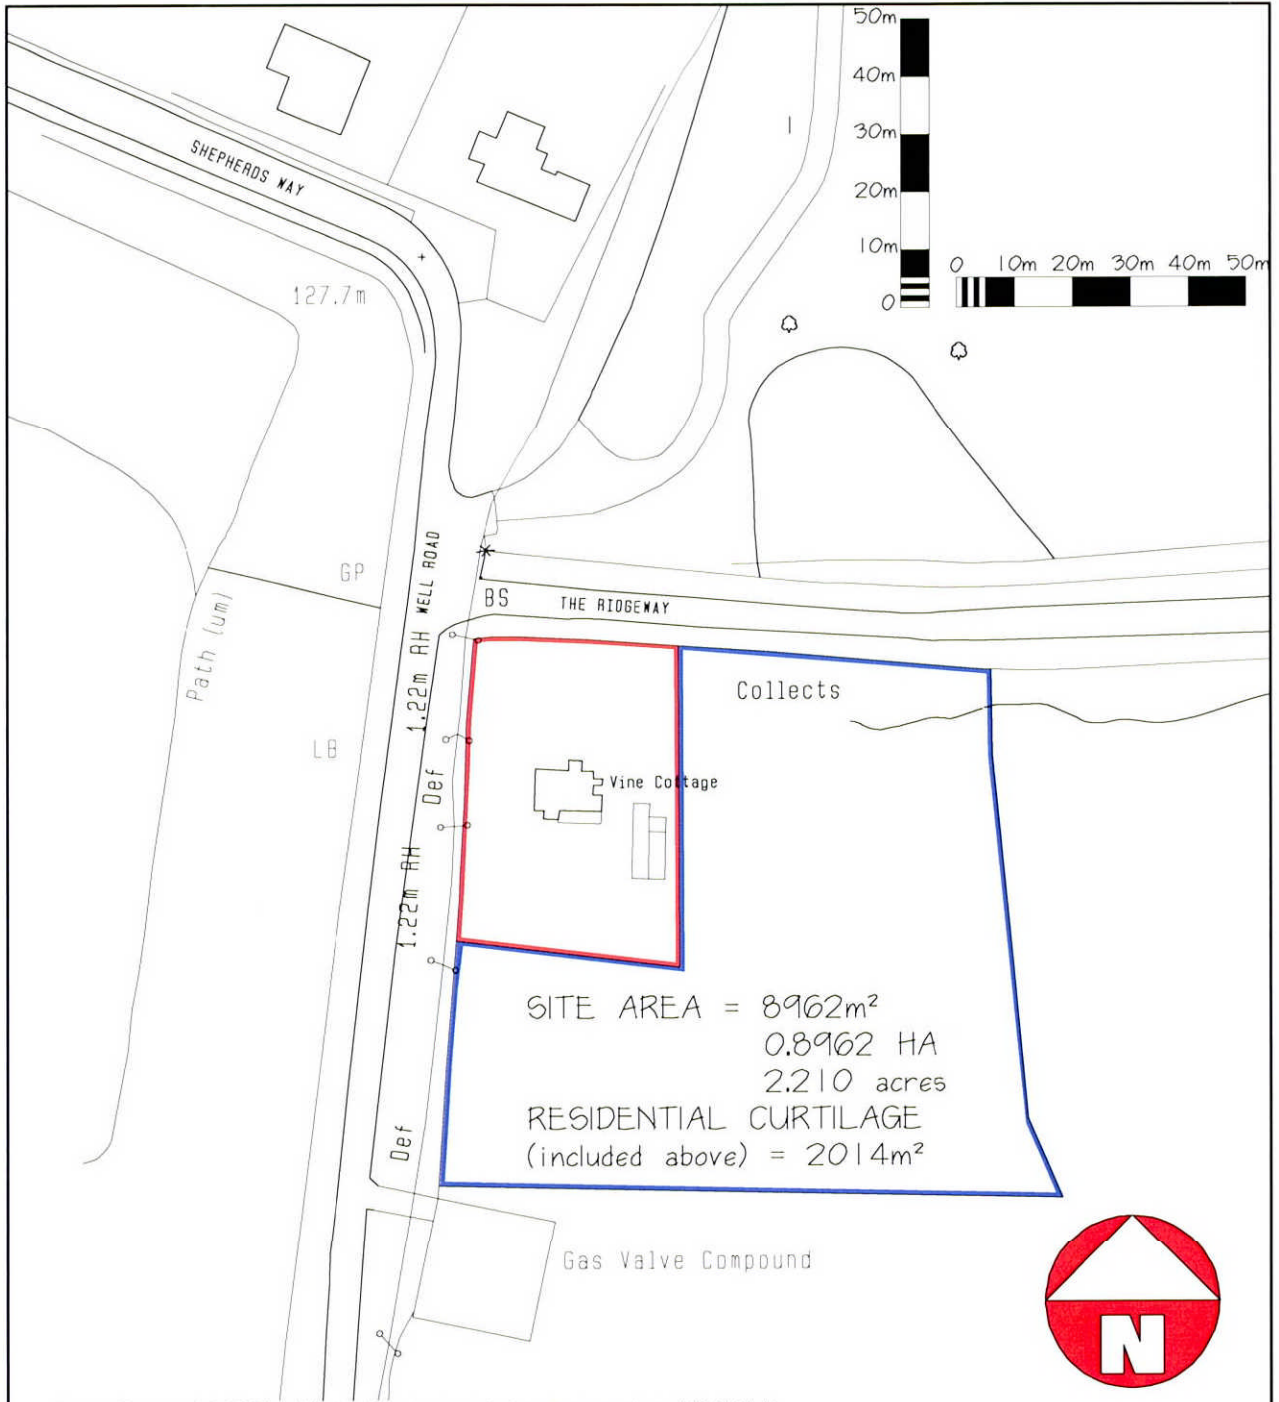 50m
40m
30m
20m
10m
0
0 10m 20m 30m 40m 50m
SHEPHERDS WAY
127.7m
GP
WELL ROAD
1.22m RH
BS
THE RIDGEWAY
Path (um)
LB
Collects
Def
Vine Cottage
1.22m RH
SITE AREA = 8962m²
0.8962 HA
2.210 acres
RESIDENTIAL CURTILAGE
(included above) = 2014m²
Def
Gas Valve Compound
N